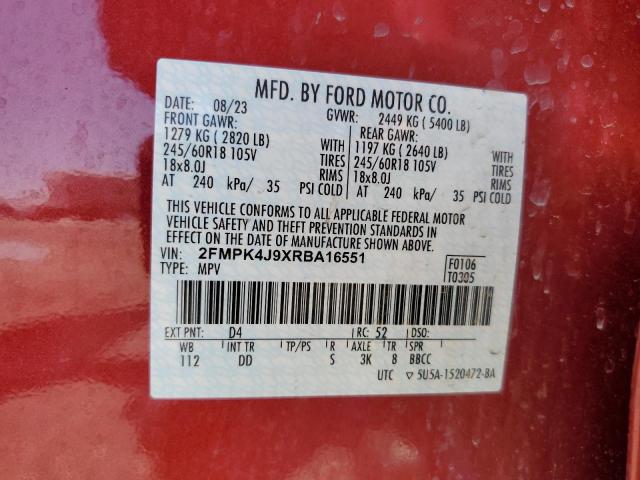 MFD. BY FORD MOTOR CO.
DATE: 08/23 GVWR: 2449 KG ( 5400 LB)
FRONT GAWR: REAR GAWR:
1279 KG ( 2820 LB) WITH 1197 KG ( 2640 LB) WITH
245/60R18 105V TIRES 245/60R18 105V TIRES
18x8.0J RIMS 18x8.0J RIMS
AT 240 kPa/ 35 PSI COLD AT 240 kPa/ 35 PSI COLD
THIS VEHICLE CONFORMS TO ALL APPLICABLE FEDERAL MOTOR
VEHICLE SAFETY AND THEFT PREVENTION STANDARDS IN
EFFECT ON THE DATE OF MANUFACTURE SHOWN ABOVE.
VIN: 2FMPK4J9XRBA16551 F0106
TYPE: MPV T0305
EXT PNT: D4 RC: 52 DSO:
WB INT TR TP/PS R AXLE TR SPR
112 DD S 3K 8 BBCC
UTC ▽ 5U5A-1520472-BA